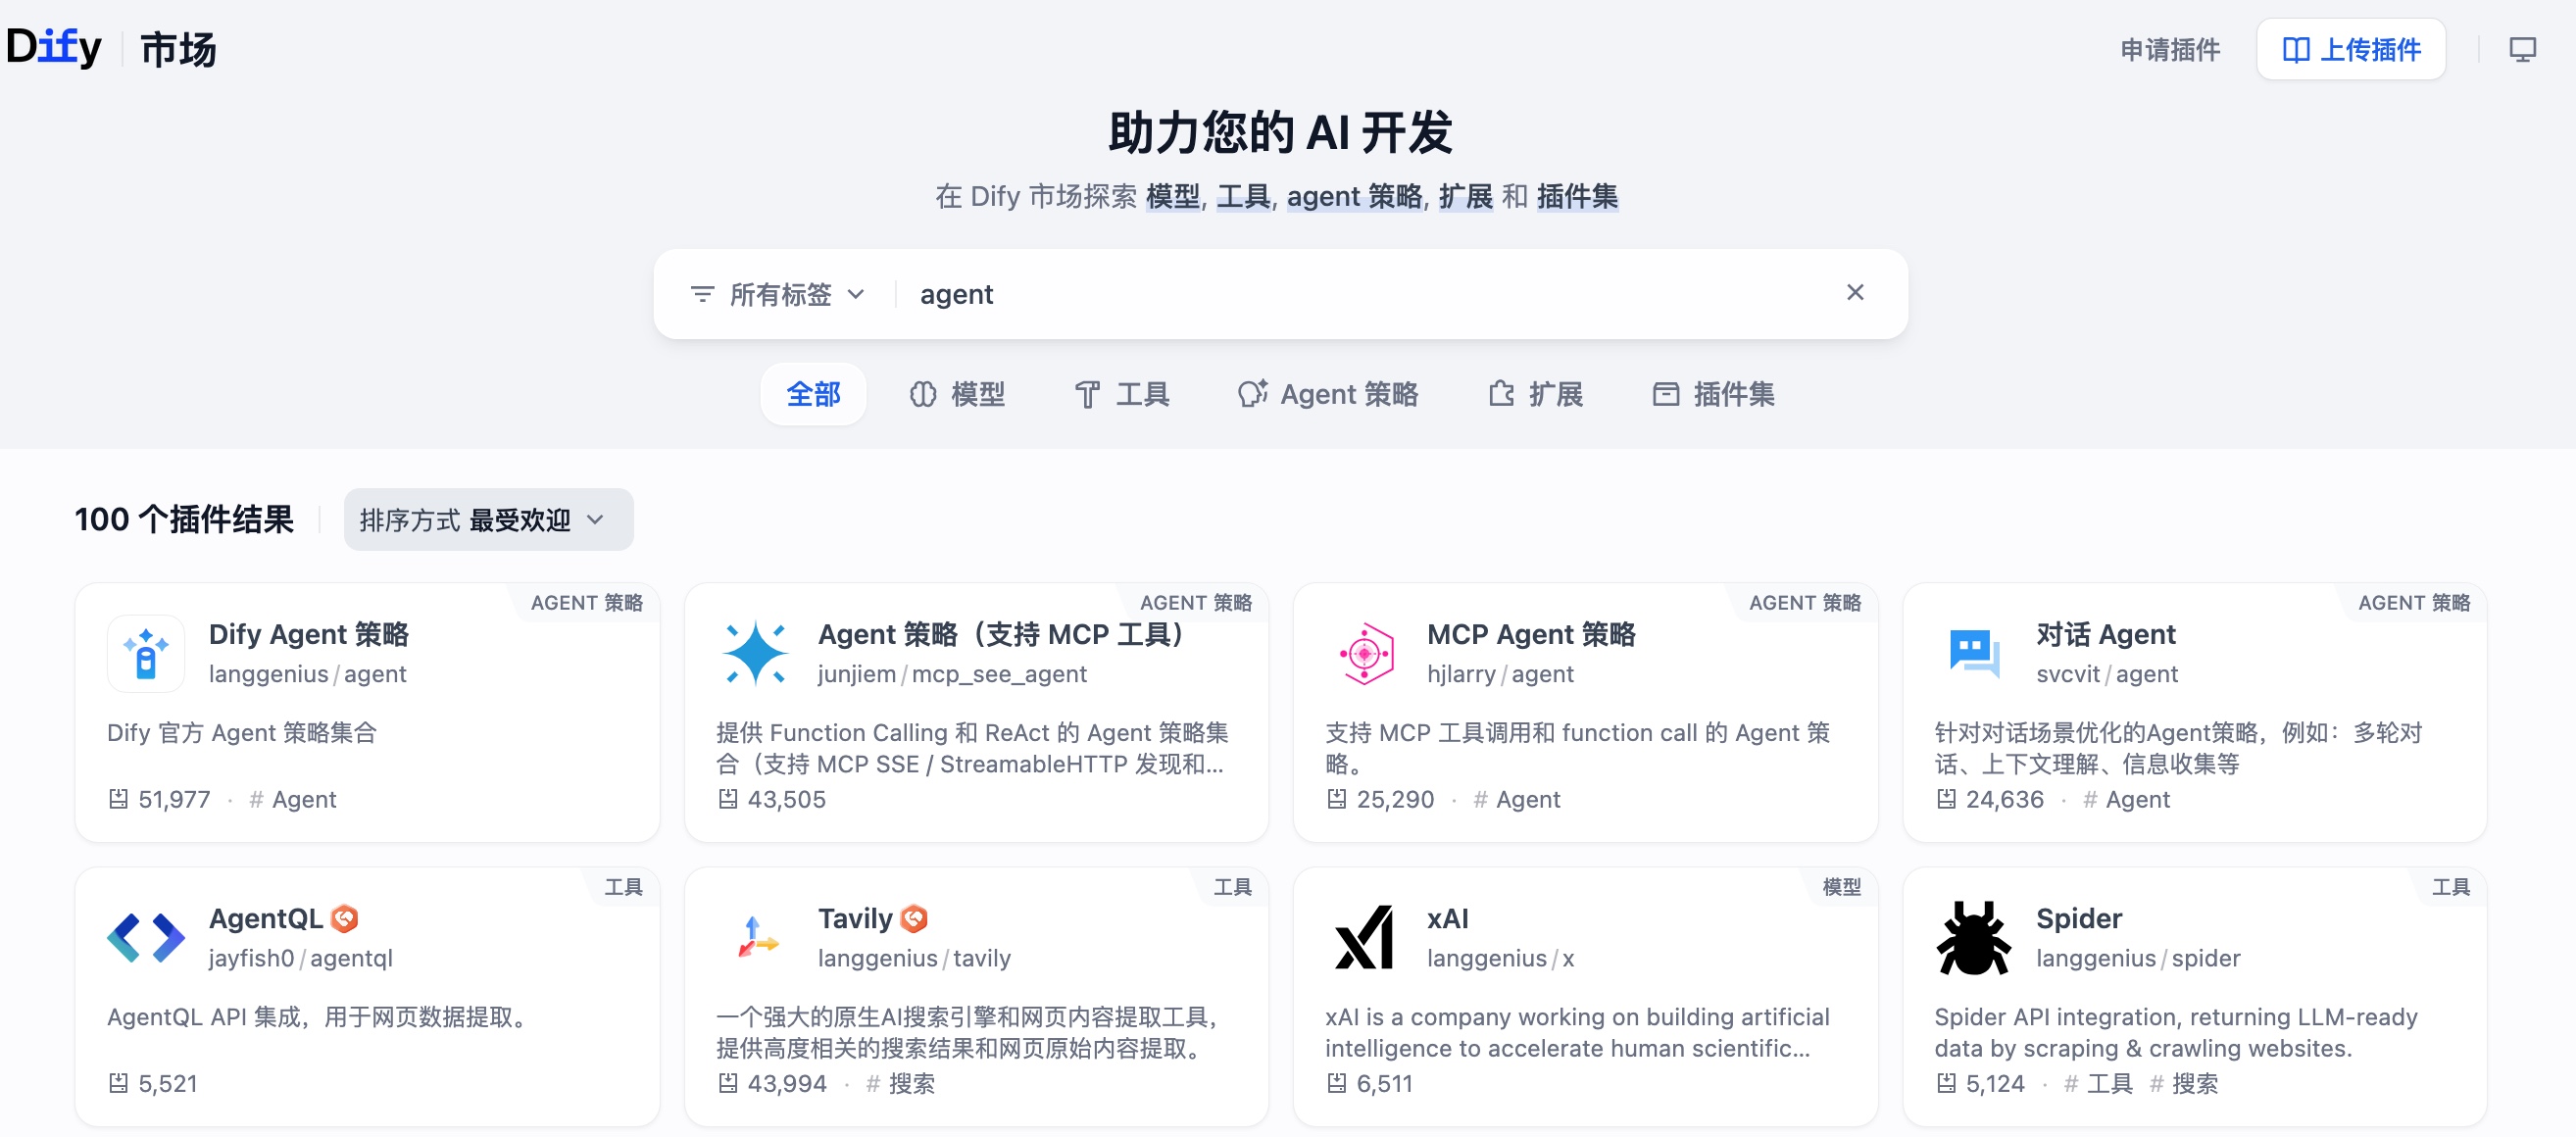 Dify 市场
申请插件
上传插件
助力您的 AI 开发
在 Dify 市场探索 模型, 工具, agent 策略, 扩展 和 插件集
所有标签
agent
全部
模型
工具
Agent 策略
扩展
插件集
100 个插件结果
排序方式 最受欢迎
AGENT 策略
Dify Agent 策略
langgenius / agent
Dify 官方 Agent 策略集合
51,977 · # Agent
AGENT 策略
Agent 策略（支持 MCP 工具）
junjiem / mcp_see_agent
提供 Function Calling 和 ReAct 的 Agent 策略集
合（支持 MCP SSE / StreamableHTTP 发现和...
43,505
AGENT 策略
MCP Agent 策略
hjlarry / agent
支持 MCP 工具调用和 function call 的 Agent 策
略。
25,290 · # Agent
AGENT 策略
对话 Agent
svcvit / agent
针对对话场景优化的Agent策略，例如：多轮对
话、上下文理解、信息收集等
24,636 · # Agent
工具
AgentQL
jayfish0 / agentql
AgentQL API 集成，用于网页数据提取。
5,521
工具
Tavily
langgenius / tavily
一个强大的原生AI搜索引擎和网页内容提取工具，
提供高度相关的搜索结果和网页原始内容提取。
43,994 · # 搜索
模型
xAI
langgenius / x
xAI is a company working on building artificial
intelligence to accelerate human scientific...
6,511
工具
Spider
langgenius / spider
Spider API integration, returning LLM-ready
data by scraping & crawling websites.
5,124 · # 工具 # 搜索